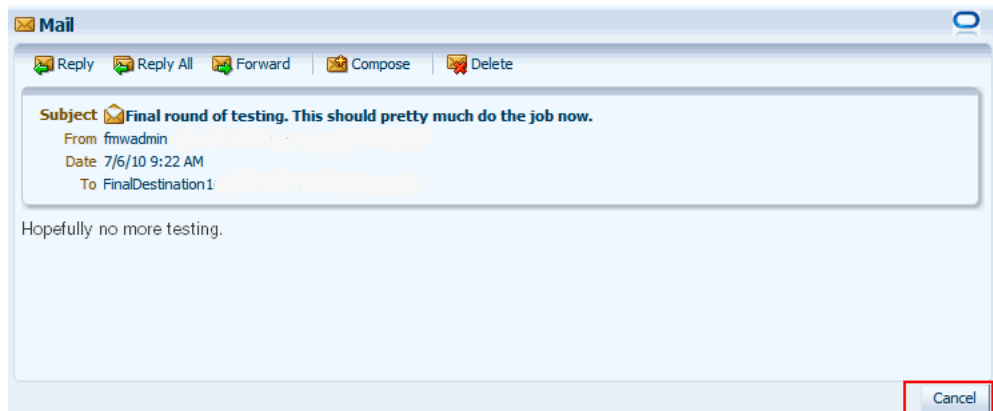 Mail
Reply Reply All Forward Compose Delete
Subject Final round of testing. This should pretty much do the job now.
From fmwadmin
Date 7/6/10 9:22 AM
To FinalDestination1
Hopefully no more testing.
Cancel